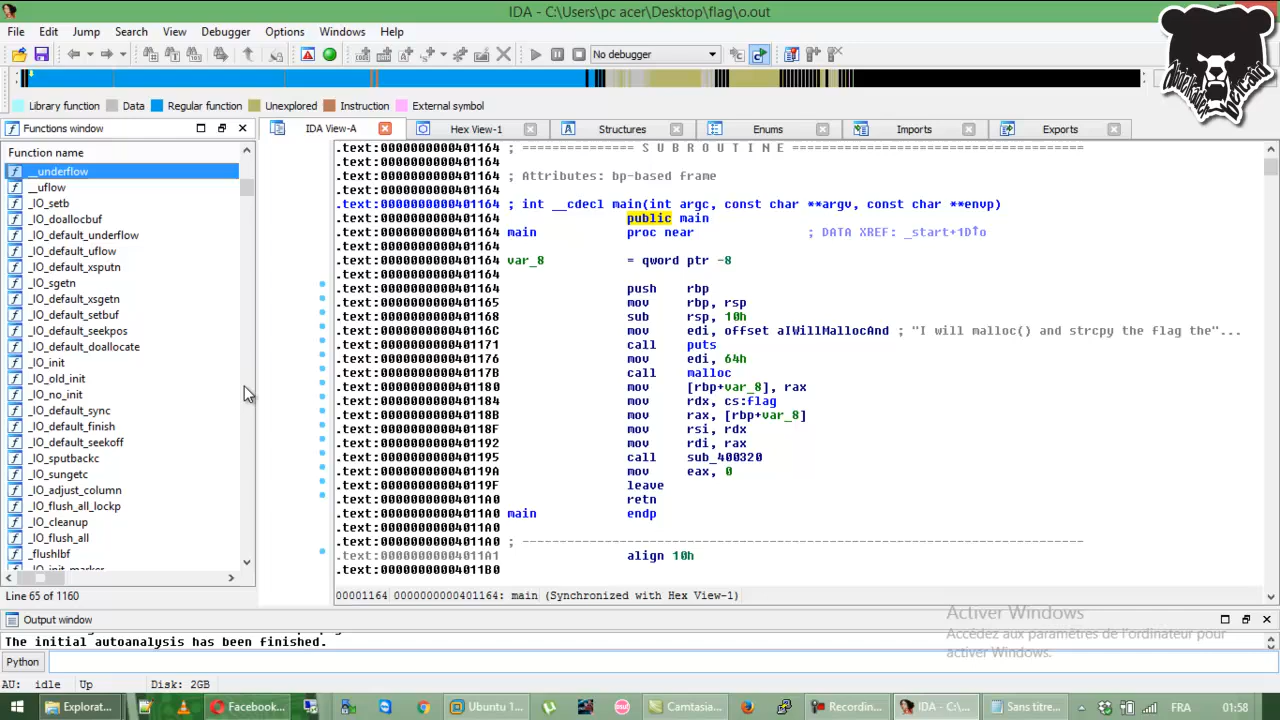 IDA - C:\Users\pc acer\Desktop\flag\o.out
File Edit Jump Search View Debugger Options Windows Help
No debugger
Library function Data Regular function Unexplored Instruction External symbol
Functions window IDA View-A Hex View-1 Structures Enums Imports Exports
Function name
__underflow
__uflow
_IO_setb
_IO_doallocbuf
_IO_default_underflow
_IO_default_uflow
_IO_default_xsputn
_IO_sgetn
_IO_default_xsgetn
_IO_default_setbuf
_IO_default_seekpos
_IO_default_doallocate
_IO_init
_IO_old_init
_IO_no_init
_IO_default_sync
_IO_default_finish
_IO_default_seekoff
_IO_sputbackc
_IO_sungetc
_IO_adjust_column
_IO_flush_all_lockp
_IO_cleanup
_IO_flush_all
_flushlbf
_IO_init_marker
Line 65 of 1160
.text:0000000000401164 ; =============== S U B R O U T I N E =======================================
.text:0000000000401164
.text:0000000000401164 ; Attributes: bp-based frame
.text:0000000000401164
.text:0000000000401164 ; int __cdecl main(int argc, const char **argv, const char **envp)
.text:0000000000401164 public main
.text:0000000000401164 main proc near ; DATA XREF: _start+1D↑o
.text:0000000000401164
.text:0000000000401164 var_8 = qword ptr -8
.text:0000000000401164
.text:0000000000401164 push rbp
.text:0000000000401165 mov rbp, rsp
.text:0000000000401168 sub rsp, 10h
.text:000000000040116C mov edi, offset aIWillMallocAnd ; "I will malloc() and strcpy the flag the"...
.text:0000000000401171 call puts
.text:0000000000401176 mov edi, 64h
.text:000000000040117B call malloc
.text:0000000000401180 mov [rbp+var_8], rax
.text:0000000000401184 mov rdx, cs:flag
.text:000000000040118B mov rax, [rbp+var_8]
.text:000000000040118F mov rsi, rdx
.text:0000000000401192 mov rdi, rax
.text:0000000000401195 call sub_400320
.text:000000000040119A mov eax, 0
.text:000000000040119F leave
.text:00000000004011A0 retn
.text:00000000004011A0 main endp
.text:00000000004011A0
.text:00000000004011A0 ; ---------------------------------------------------------------------------
.text:00000000004011A1 align 10h
.text:00000000004011B0
00001164 0000000000401164: main (Synchronized with Hex View-1)
Activer Windows
Accédez aux paramètres de l'ordinateur pour
activer Windows.
Output window
The initial autoanalysis has been finished.
Python
AU: idle Up Disk: 2GB
Explorat... Facebook... Ubuntu 1... Camtasia... Recordin... IDA - C:\... Sans titre... FRA 01:58